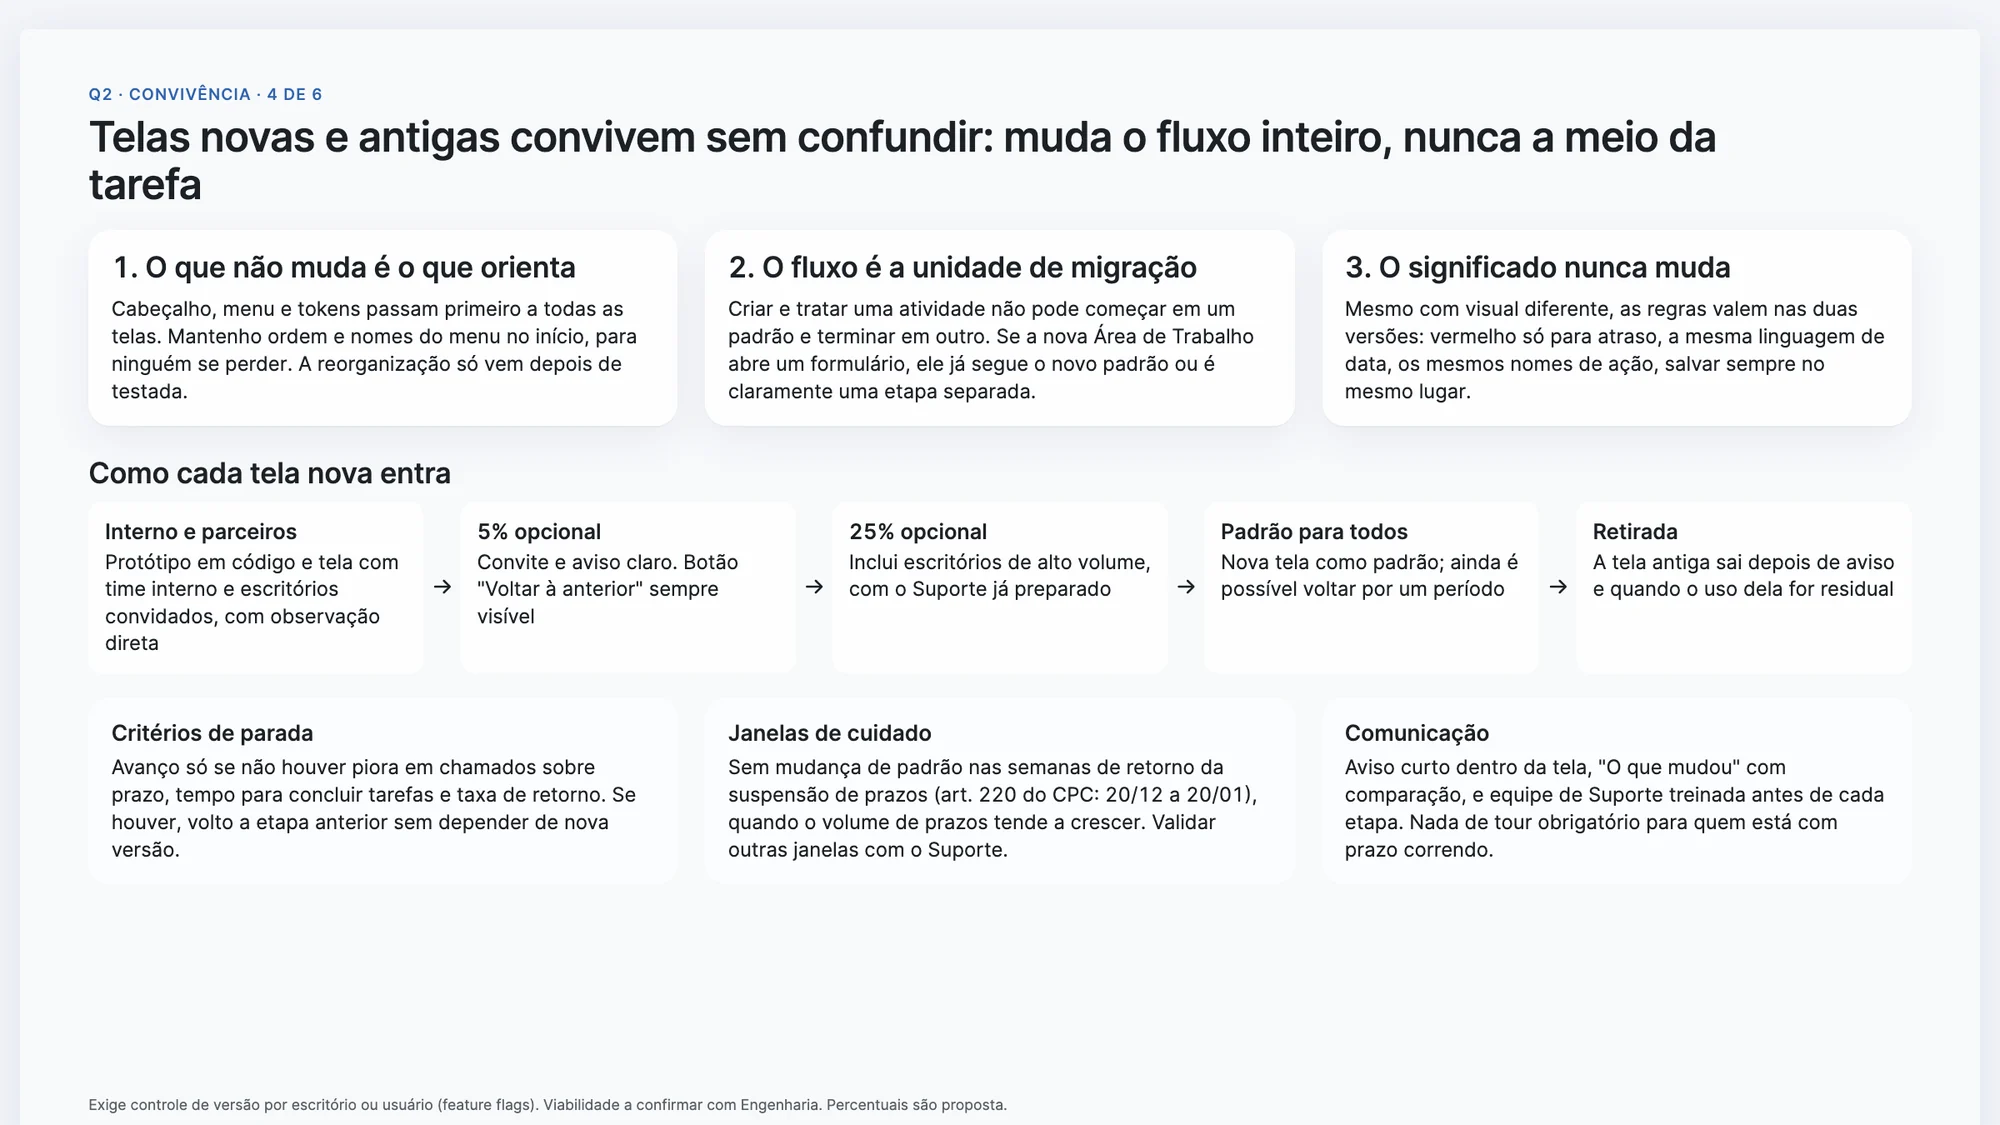 Q2 · CONVIVÊNCIA · 4 DE 6
Telas novas e antigas convivem sem confundir: muda o fluxo inteiro, nunca a meio da
tarefa
1. O que não muda é o que orienta
Cabeçalho, menu e tokens passam primeiro a todas as
telas. Mantenho ordem e nomes do menu no início, para
ninguém se perder. A reorganização só vem depois de
testada.
2. O fluxo é a unidade de migração
Criar e tratar uma atividade não pode começar em um
padrão e terminar em outro. Se a nova Área de Trabalho
abre um formulário, ele já segue o novo padrão ou é
claramente uma etapa separada.
3. O significado nunca muda
Mesmo com visual diferente, as regras valem nas duas
versões: vermelho só para atraso, a mesma linguagem de
data, os mesmos nomes de ação, salvar sempre no
mesmo lugar.
Como cada tela nova entra
Interno e parceiros
Protótipo em código e tela com
time interno e escritórios
convidados, com observação
direta
→
5% opcional
Convite e aviso claro. Botão
"Voltar à anterior" sempre
visível
→
25% opcional
Inclui escritórios de alto volume,
com o Suporte já preparado
→
Padrão para todos
Nova tela como padrão; ainda é
possível voltar por um período
→
Retirada
A tela antiga sai depois de aviso
e quando o uso dela for residual
Critérios de parada
Avanço só se não houver piora em chamados sobre
prazo, tempo para concluir tarefas e taxa de retorno. Se
houver, volto a etapa anterior sem depender de nova
versão.
Janelas de cuidado
Sem mudança de padrão nas semanas de retorno da
suspensão de prazos (art. 220 do CPC: 20/12 a 20/01),
quando o volume de prazos tende a crescer. Validar
outras janelas com o Suporte.
Comunicação
Aviso curto dentro da tela, "O que mudou" com
comparação, e equipe de Suporte treinada antes de cada
etapa. Nada de tour obrigatório para quem está com
prazo correndo.
Exige controle de versão por escritório ou usuário (feature flags). Viabilidade a confirmar com Engenharia. Percentuais são proposta.